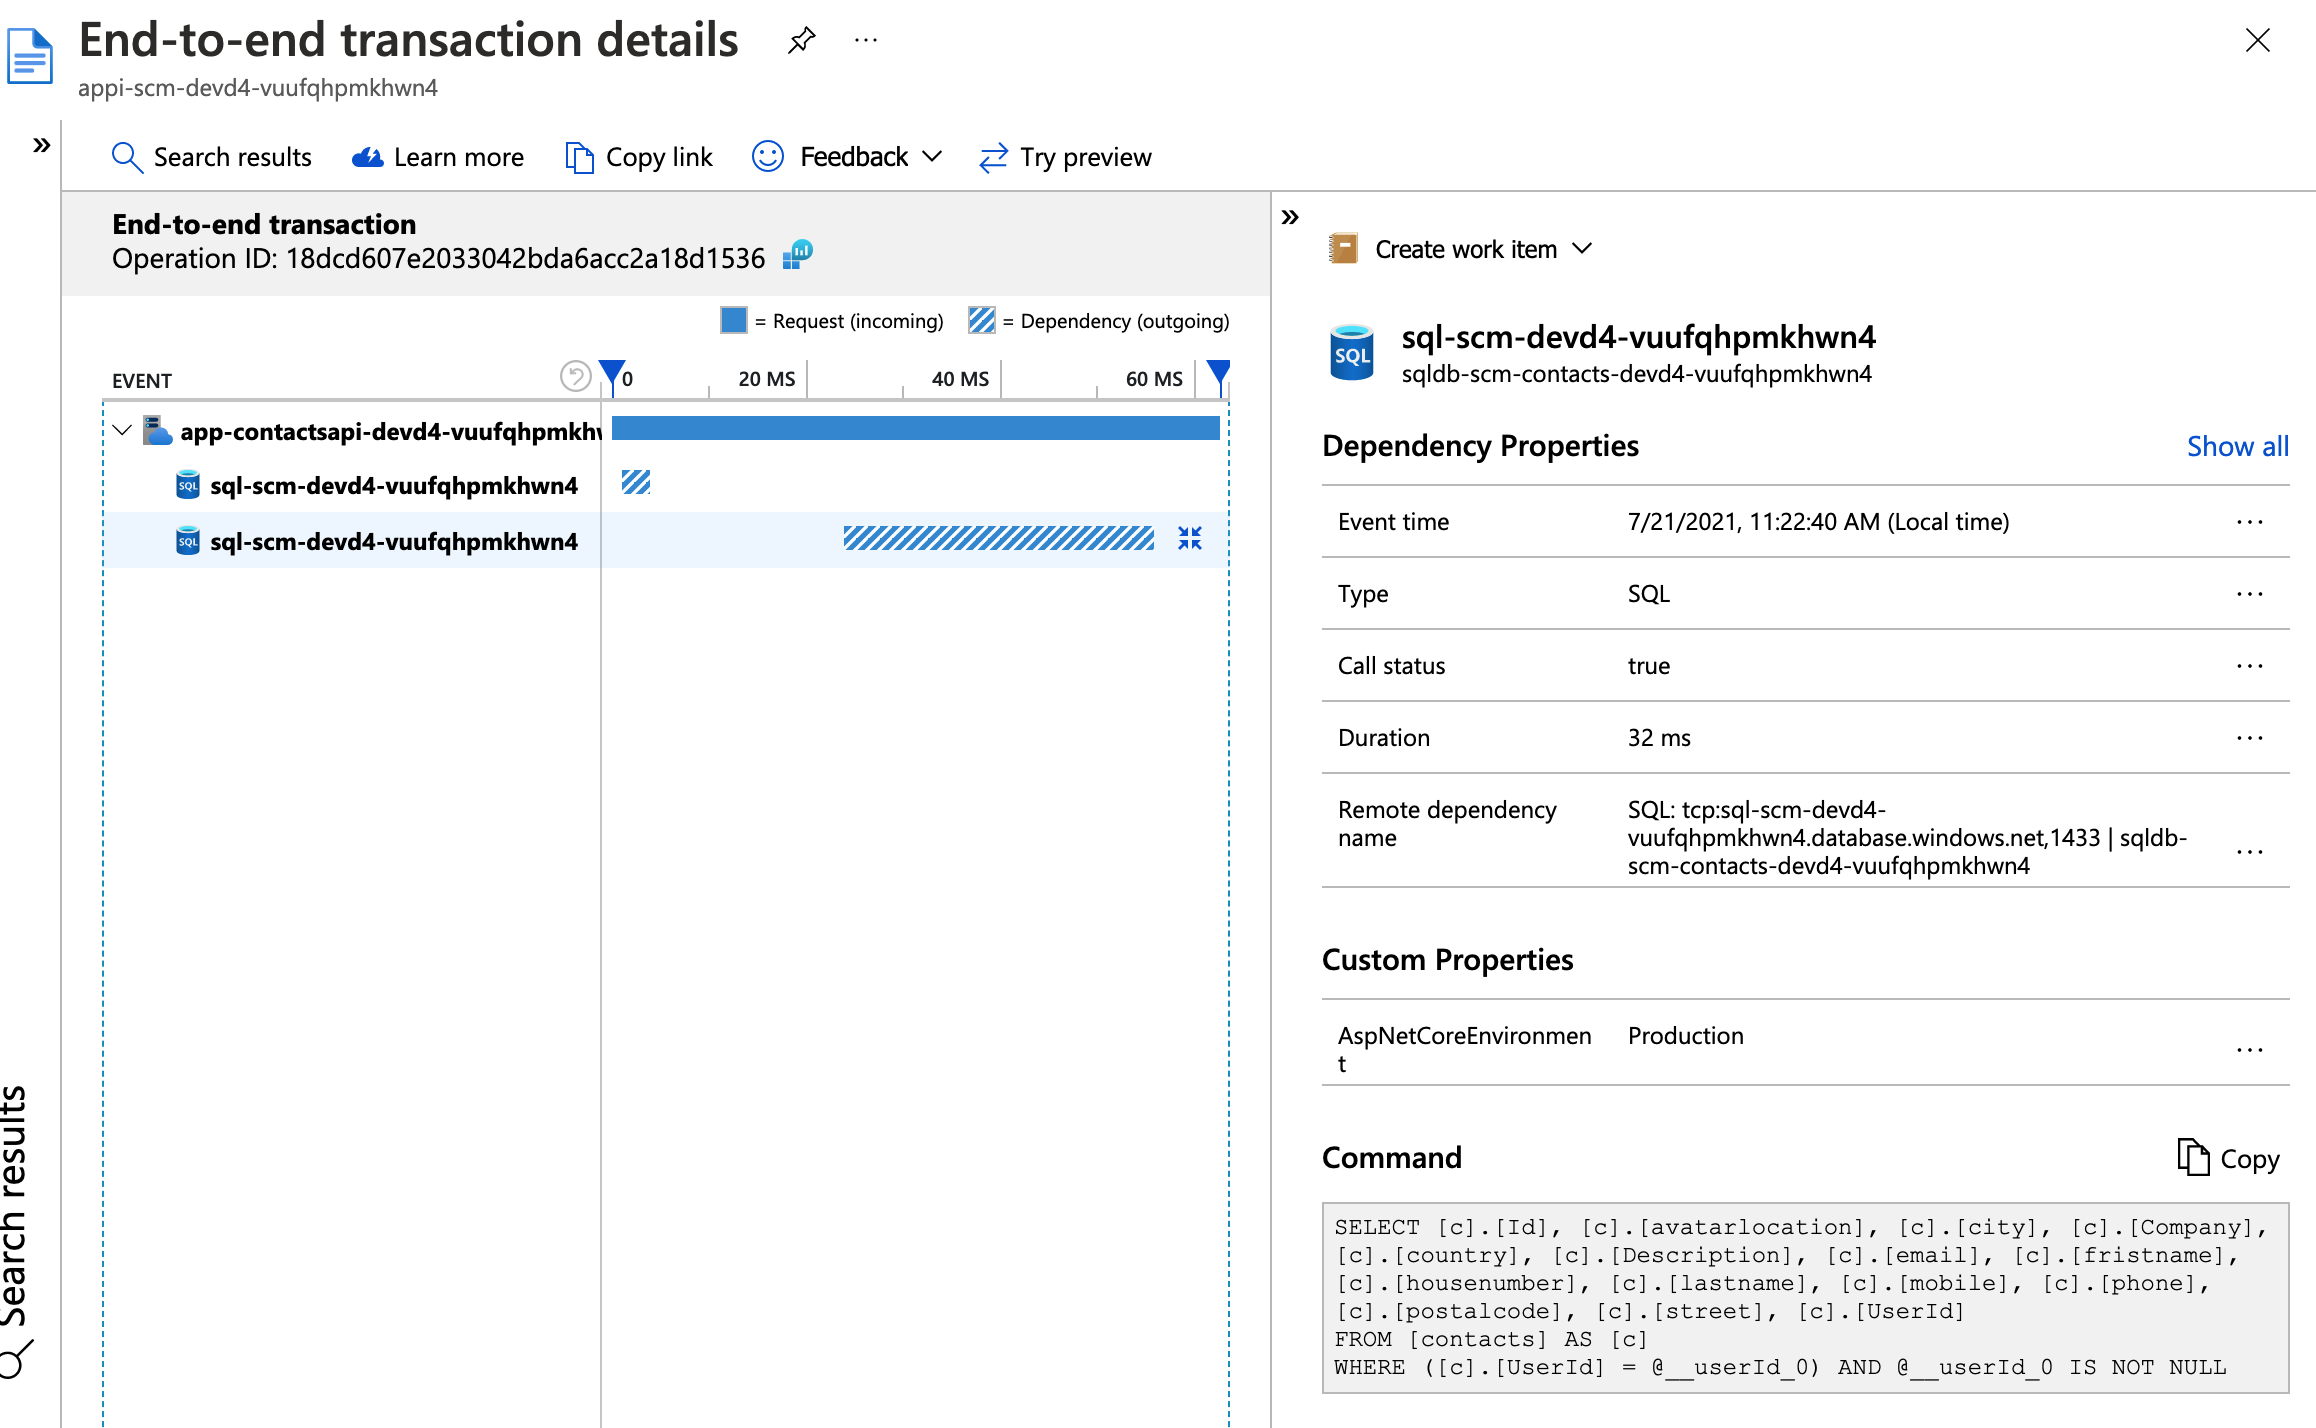 End-to-end transaction details
appi-scm-devd4-vuufqhpmkhwn4
Search results
Learn more
Copy link
Feedback
Try preview
End-to-end transaction
Operation ID: 18dcd607e2033042bda6acc2a18d1536
= Request (incoming)
= Dependency (outgoing)
EVENT
0
20 MS
40 MS
60 MS
app-contactsapi-devd4-vuufqhpmkhw
SQL sql-scm-devd4-vuufqhpmkhwn4
SQL sql-scm-devd4-vuufqhpmkhwn4
Search results
Create work item
SQL
sql-scm-devd4-vuufqhpmkhwn4
sqldb-scm-contacts-devd4-vuufqhpmkhwn4
Dependency Properties
Show all
Event time
7/21/2021, 11:22:40 AM (Local time)
Type
SQL
Call status
true
Duration
32 ms
Remote dependency
name
SQL: tcp:sql-scm-devd4-
vuufqhpmkhwn4.database.windows.net,1433 | sqldb-
scm-contacts-devd4-vuufqhpmkhwn4
Custom Properties
AspNetCoreEnvironmen
t
Production
Command
Copy
SELECT [c].[Id], [c].[avatarlocation], [c].[city], [c].[Company],
[c].[country], [c].[Description], [c].[email], [c].[fristname],
[c].[housenumber], [c].[lastname], [c].[mobile], [c].[phone],
[c].[postalcode], [c].[street], [c].[UserId]
FROM [contacts] AS [c]
WHERE ([c].[UserId] = @__userId_0) AND @__userId_0 IS NOT NULL